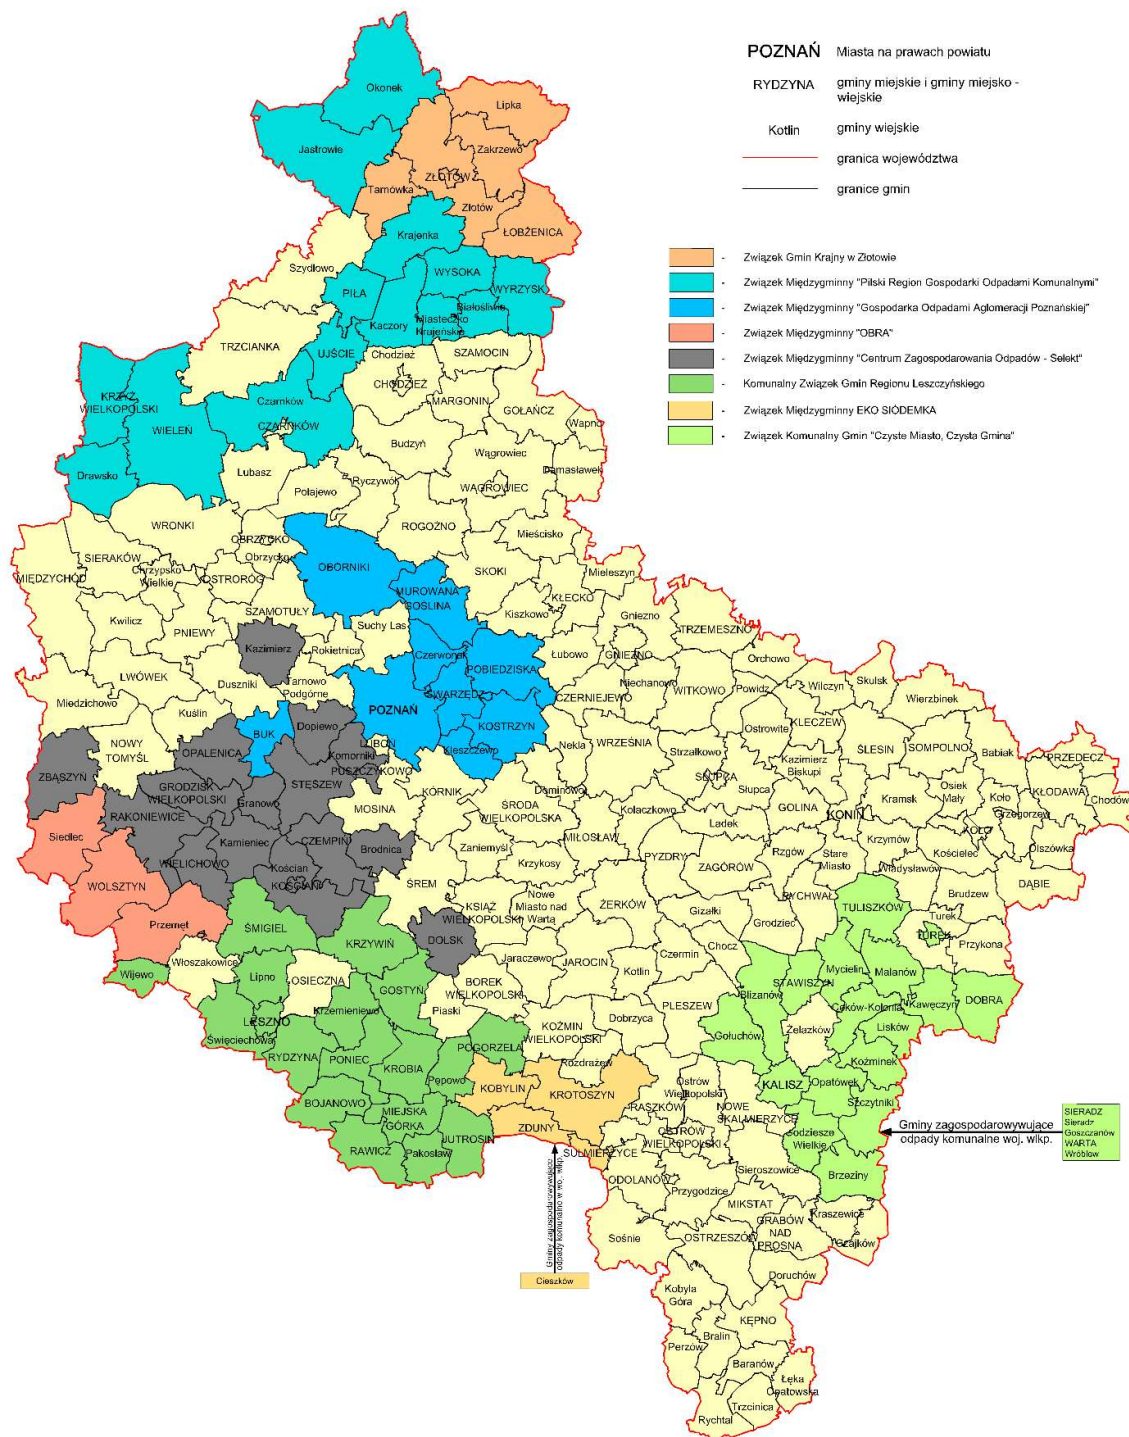 POZNAŃ Miasta na prawach powiatu
RYDZYNA gminy miejskie i gminy miejsko -
wiejskie
Kotlin gminy wiejskie
granica województwa
granice gmin
- Związek Gmin Krajny w Złotowie
- Związek Międzygminny "Pilski Region Gospodarki Odpadami Komunalnymi"
- Związek Międzygminny "Gospodarka Odpadami Aglomeracji Poznańskiej"
- Związek Międzygminny "OBRA"
- Związek Międzygminny "Centrum Zagospodarowania Odpadów - Selekt"
- Komunalny Związek Gmin Regionu Leszczyńskiego
- Związek Międzygminny EKO SIÓDEMKA
- Związek Komunalny Gmin "Czyste Miasto, Czysta Gmina"
Okonek
Lipka
Jastrowie
Zakrzewo
ZŁOTÓW
Tarnówka
Złotów
ŁOBŻENICA
Krajenka
Szydłowo
WYSOKA
PIŁA
WYRZYSK
Białośliwie
Kaczory
Miasteczko
Krajeńskie
TRZCIANKA
UJŚCIE
Chodzież
SZAMOCIN
CHODZIEŻ
KRZYŻ
WIELKOPOLSKI
Czarnków
MARGONIN
GOŁAŃCZ
WIELEŃ
CZARNKÓW
Wapno
Budzyń
Wągrowiec
Drawsko
Lubasz
Damasławek
Ryczywół
Połajewo
WĄGROWIEC
WRONKI
ROGOŹNO
Mieścisko
OBRZYCKO
Obrzycko
SIERAKÓW
OBORNIKI
SKOKI
Chrzypsko
Wielkie
MIĘDZYCHÓD
OSTRORÓG
MUROWANA
GOŚLINA
Mieleszyn
KŁECKO
Kiszkowo
SZAMOTUŁY
Kwilicz
Suchy Las
Gniezno
TRZEMESZNO
PNIEWY
Kazimierz
Rokietnica
Czerwonak
Łubowo
GNIEZNO
Orchowo
POBIEDZISKA
LWÓWEK
Duszniki
Tarnowo
Podgórne
Niechanowo
WITKOWO
Powidz
Wilczyn
Skulsk
Wierzbinek
Miedzichowo
SWARZĘDZ
CZERNIEJEWO
Kuślin
POZNAŃ
KOSTRZYN
Ostrowite
KLECZEW
BUK
Dopiewo
NOWY
TOMYŚL
OPALENICA
LUBOŃ
Komorniki
Kleszczewo
Nekla
WRZEŚNIA
Strzałkowo
ŚLESIN
SOMPOLNO
Babiak
PRZEDECZ
ZBĄSZYŃ
PUSZCZYKOWO
Kazimierz
Biskupi
GRODZISK
WIELKOPOLSKI
STĘSZEW
KÓRNIK
Dominowo
SŁUPCA
Słupca
Osiek
Mały
KŁODAWA
Chodów
Granowo
MOSINA
ŚRODA
WIELKOPOLSKA
Kołaczkowo
GOLINA
Kramsk
Koło
Grzegorzew
RAKONIEWICE
Kamieniec
CZEMPIŃ
Brodnica
Zaniemyśl
MIŁOSŁAW
Lądek
KONIN
KOŁO
Siedlec
Krzykosy
PYZDRY
Rzgów
Stare
Miasto
Krzymów
Kościelec
Olszówka
WIELICHOWO
Kościan
KOŚCIAN
ZAGÓRÓW
Władysławów
DĄBIE
WOLSZTYN
ŚREM
Nowe
Miasto nad
Wartą
KSIĄŻ
WIELKOPOLSKI
ŻERKÓW
RYCHWAŁ
Brudzew
TULISZKÓW
Przemęt
ŚMIGIEL
Gizałki
Grodziec
Turek
TUREK
Przykona
KRZYWIŃ
DOLSK
Jaraczewo
JAROCIN
Chocz
Czermin
Włoszakowice
Wijewo
Lipno
OSIECZNA
BOREK
WIELKOPOLSKI
Kotlin
STAWISZYN
Mycielin
Malanów
GOSTYŃ
Blizanów
Kawęczyn
DOBRA
Piaski
PLESZEW
Ceków-Kolonia
LESZNO
Krzemieniewo
Dobrzyca
Żelazków
Lisków
Święciechowa
KOŹMIN
WIELKOPOLSKI
Gołuchów
RYDZYNA
PONIEC
POGORZELA
Koźminek
Rozdrażew
KROBIA
Pępowo
KOBYLIN
KROTOSZYN
Ostrów
Wielkopolski
KALISZ
Opatówek
Szczytniki
BOJANOWO
MIEJSKA
GÓRKA
RASZKÓW
NOWE
SKALMIERZYCE
ZDUNY
OSTRÓW
WIELKOPOLSKI
Godziesze
Wielkie
JUTROSIN
RAWICZ
Pakosław
SULMIERZYCE
Sieroszewice
Brzeziny
ODOLANÓW
Przygodzice
MIKSTAT
Kraszewice
GRABÓW
NAD
PROSNĄ
Sośnie
OSTRZESZÓW
Czajków
Doruchów
Kobyla
Góra
KĘPNO
Bralin
Perzów
Baranów
Łęka
Opatowska
Trzcinica
Rychtal
Gminy zagospodarowywujące
odpady komunalne woj. wlkp.
SIERADZ
Sieradz
Goszczanów
WARTA
Wróblew
Gminy zagospodarowywujące
odpady komunalne w wo. wlkp.
Cieszków